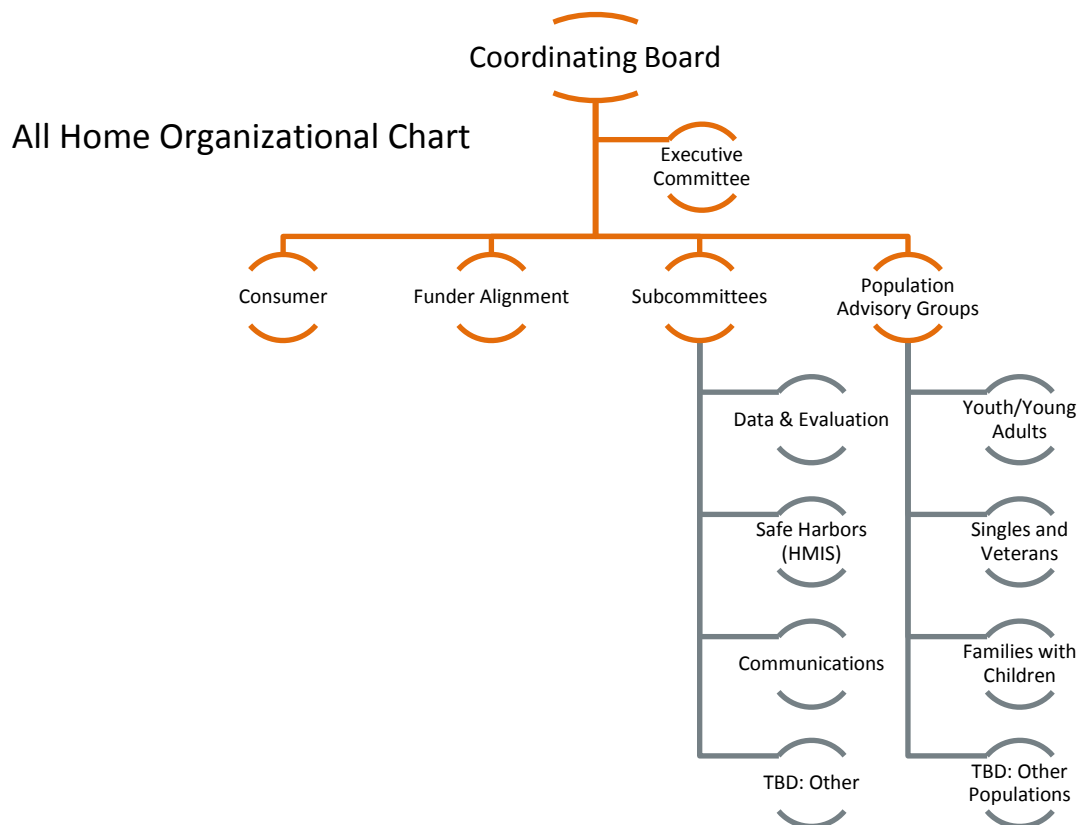 Coordinating Board
All Home Organizational Chart
Executive
Committee
Consumer
Funder Alignment
Subcommittees
Population
Advisory Groups
Data & Evaluation
Youth/Young
Adults
Safe Harbors
(HMIS)
Singles and
Veterans
Communications
Families with
Children
TBD: Other
TBD: Other
Populations